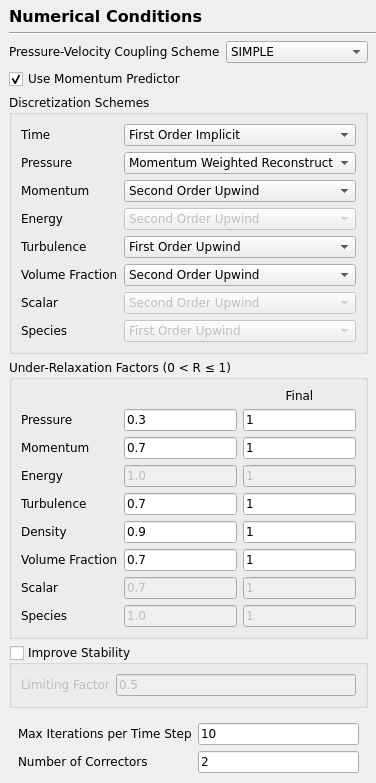 Numerical Conditions
Pressure-Velocity Coupling Scheme SIMPLE
Use Momentum Predictor
Discretization Schemes
Time First Order Implicit
Pressure Momentum Weighted Reconstruct
Momentum Second Order Upwind
Energy Second Order Upwind
Turbulence First Order Upwind
Volume Fraction Second Order Upwind
Scalar Second Order Upwind
Species First Order Upwind
Under-Relaxation Factors (0 < R ≤ 1)
Final
Pressure 0.3 1
Momentum 0.7 1
Energy 1.0 1
Turbulence 0.7 1
Density 0.9 1
Volume Fraction 0.7 1
Scalar 0.7 1
Species 1.0 1
Improve Stability
Limiting Factor 0.5
Max Iterations per Time Step 10
Number of Correctors 2